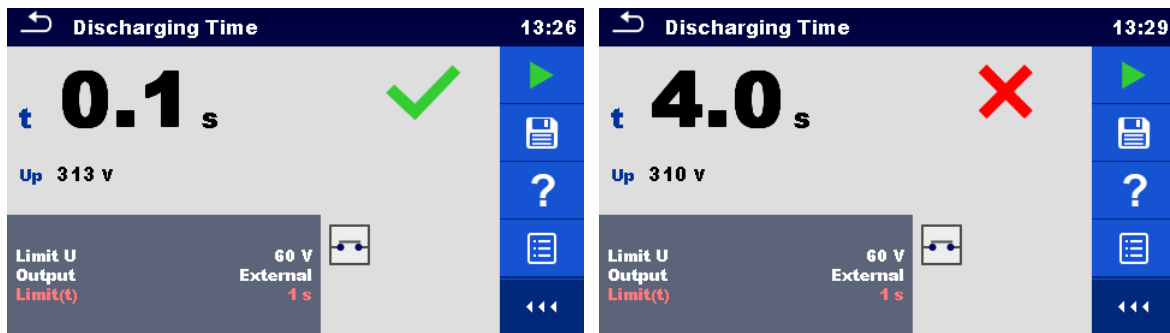 Discharging Time 13:26
t 0.1 s
Up 313 V
?
Limit U 60 V
Output External
Limit(t) 1 s
Discharging Time 13:29
t 4.0 s
Up 310 V
?
Limit U 60 V
Output External
Limit(t) 1 s